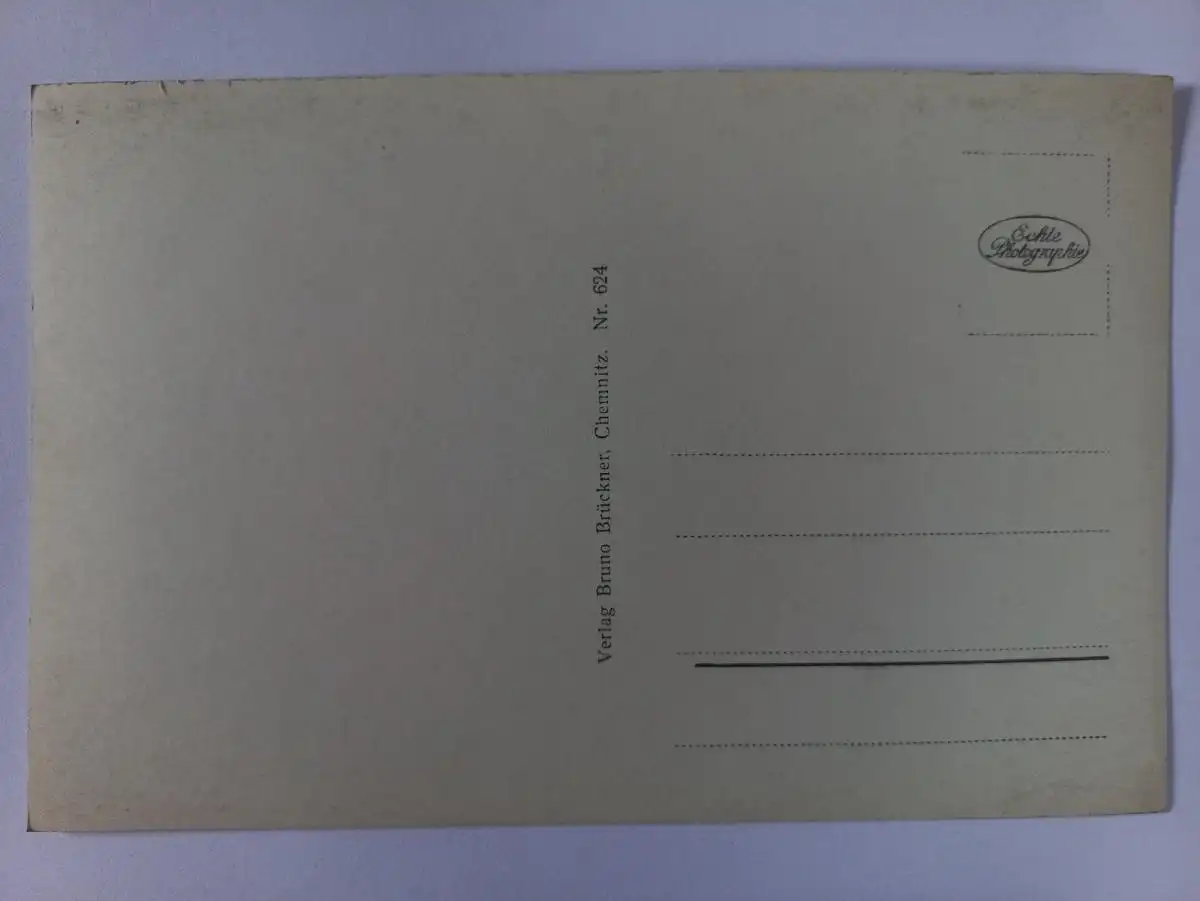 Verlag Bruno Brückner, Chemnitz. Nr. 624
Echte
Photographie